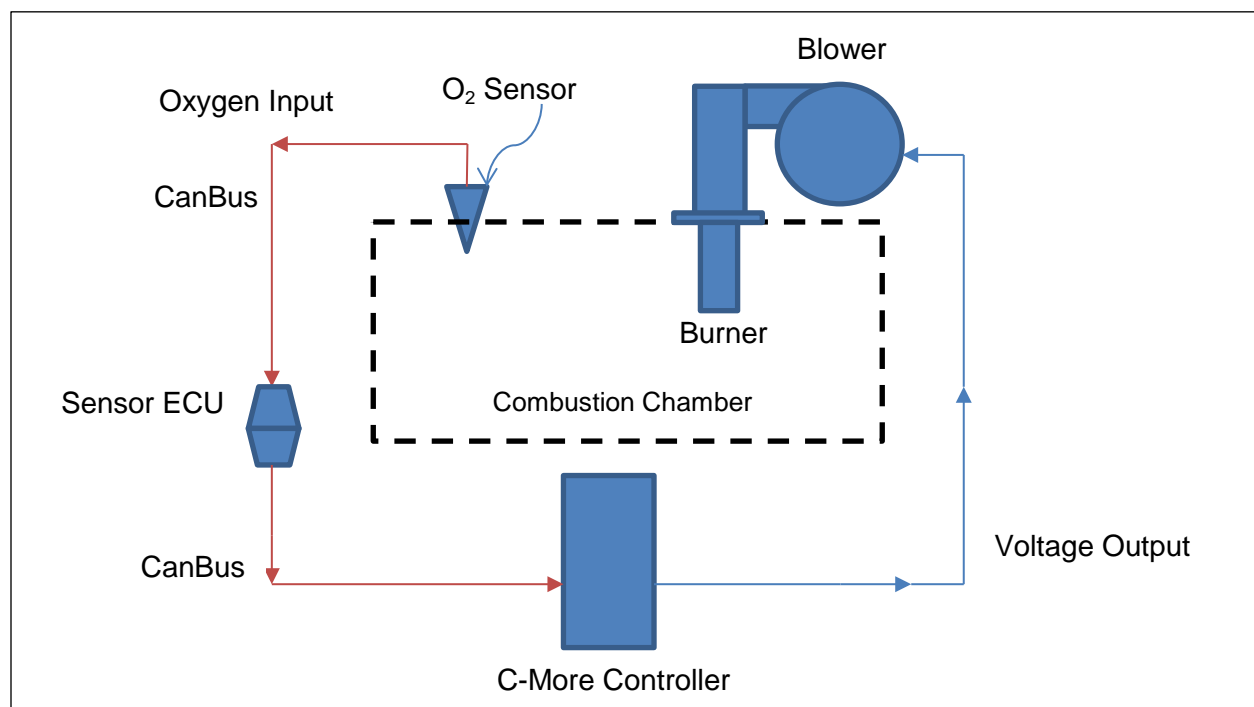 Blower
O₂ Sensor
Oxygen Input
CanBus
Burner
Sensor ECU
Combustion Chamber
CanBus
Voltage Output
C-More Controller